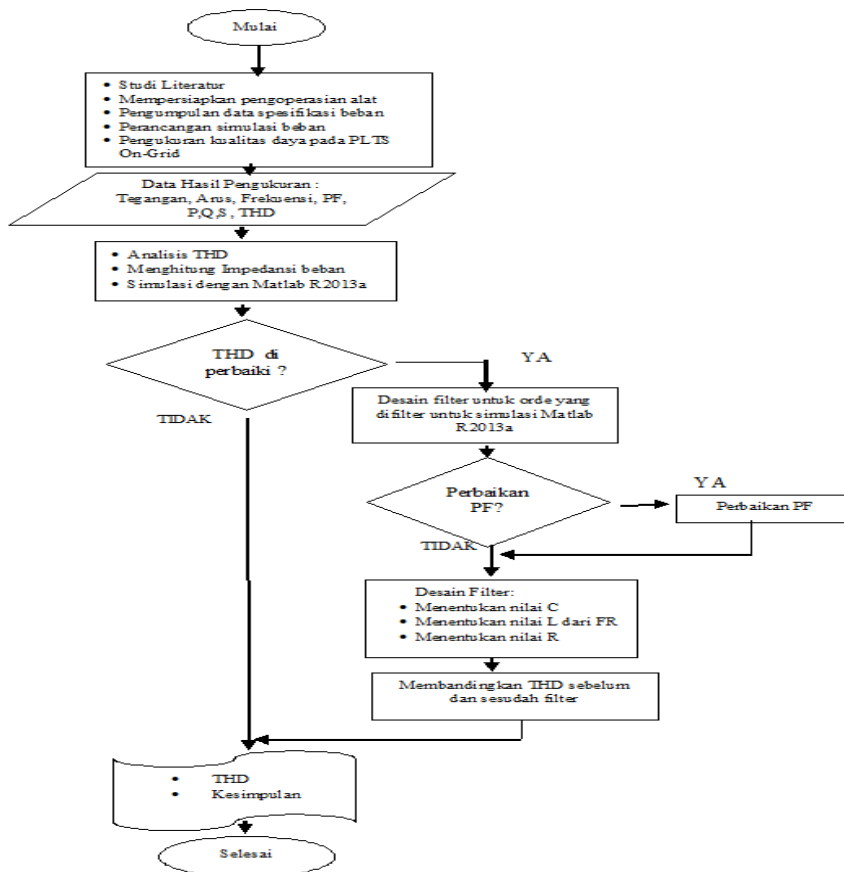 Mulai
• Studi Literatur
• Mempersiapkan pengoperasian alat
• Pengumpulan data spesifikasi beban
• Perancangan simulasi beban
• Pengukuran kualitas daya pada PLTS
On-Grid
Data Hasil Pengukuran :
Tegangan, Arus, Frekuensi, PF,
P,Q,S , THD
• Analisis THD
• Menghitung Impedansi beban
• Simulasi dengan Matlab R2013a
THD di
perbaiki ?
YA
TIDAK
Desain filter untuk orde yang
difilter untuk simulasi Matlab
R2013a
Perbaikan
PF?
YA
Perbaikan PF
TIDAK
Desain Filter:
• Menentukan nilai C
• Menentukan nilai L dari FR
• Menentukan nilai R
Membandingkan THD sebelum
dan sesudah filter
• THD
• Kesimpulan
Selesai